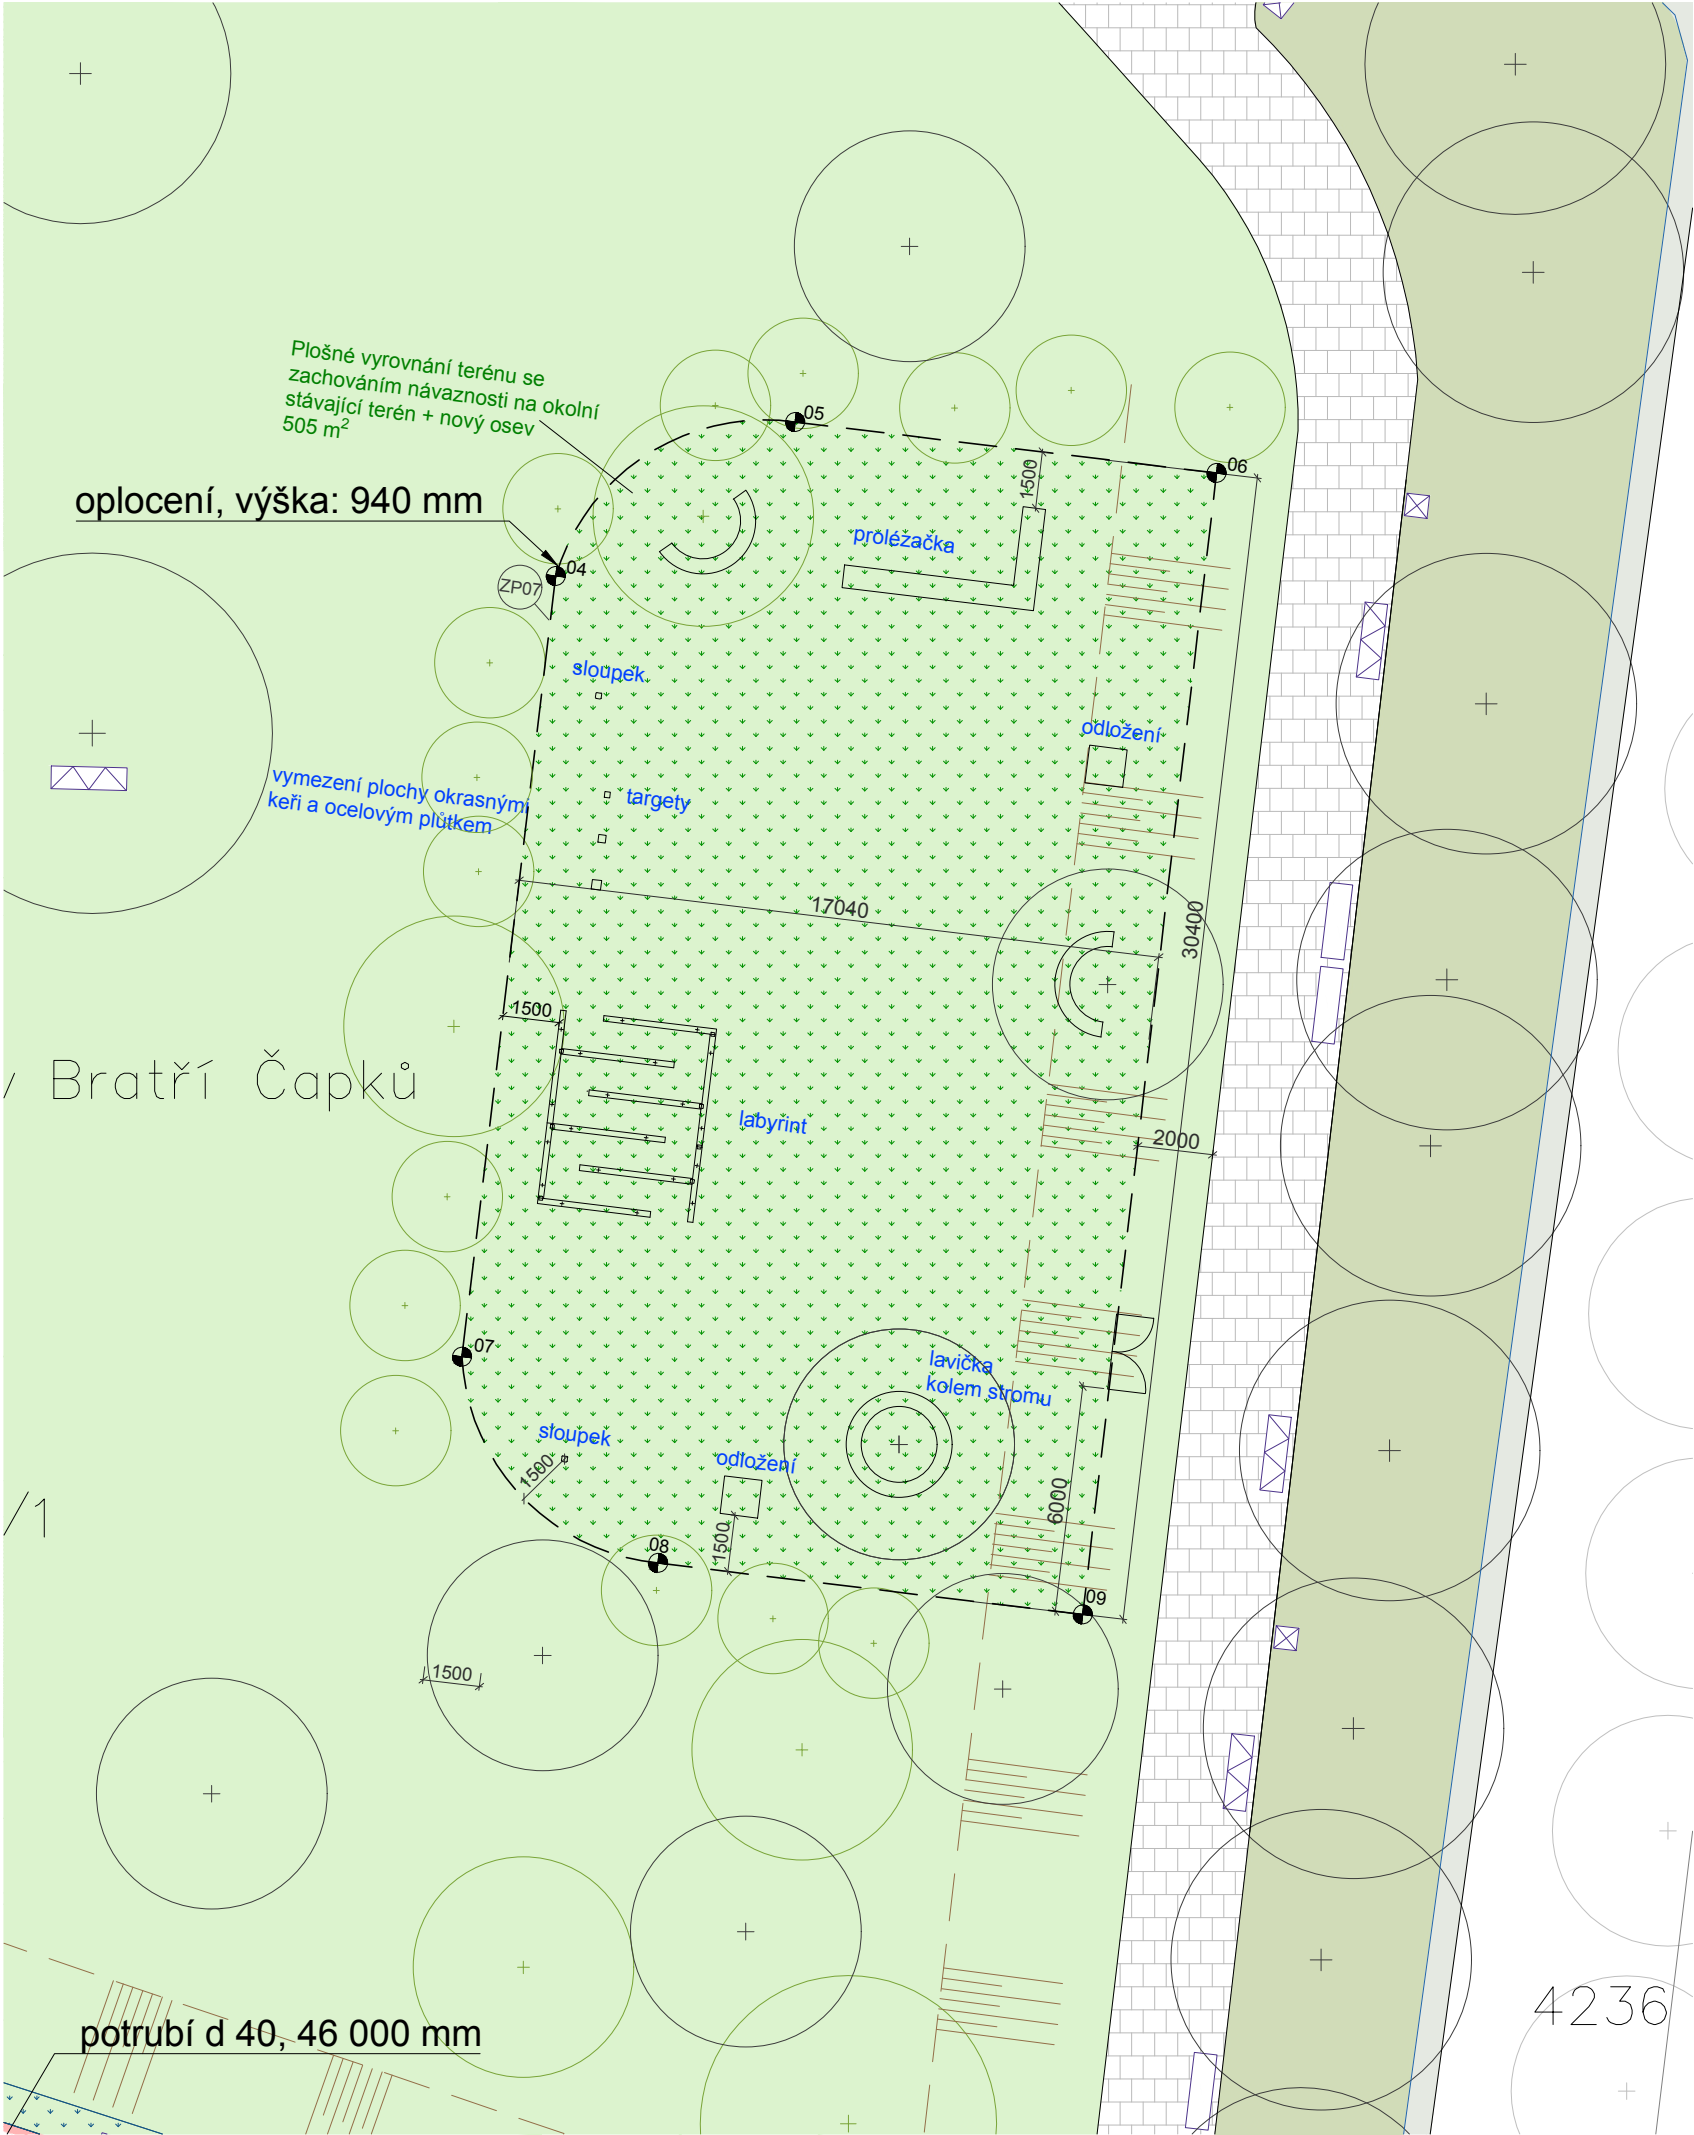 Plošné vyrovnání terénu se
zachováním návaznosti na okolní
stávající terén + nový osev
505 m²
05
06
1500
oplocení, výška: 940 mm
prolézačka
04
ZP07
sloupek
odložení
vymezení plochy okrasnými
keři a ocelovým plůtkem
targety
17040
30400
1500
v Bratří Čapků
labyrint
2000
07
lavička
kolem stromu
sloupek
odložení
1500
6000
1500
/1
08
09
1500
4236
potrubí d 40, 46 000 mm